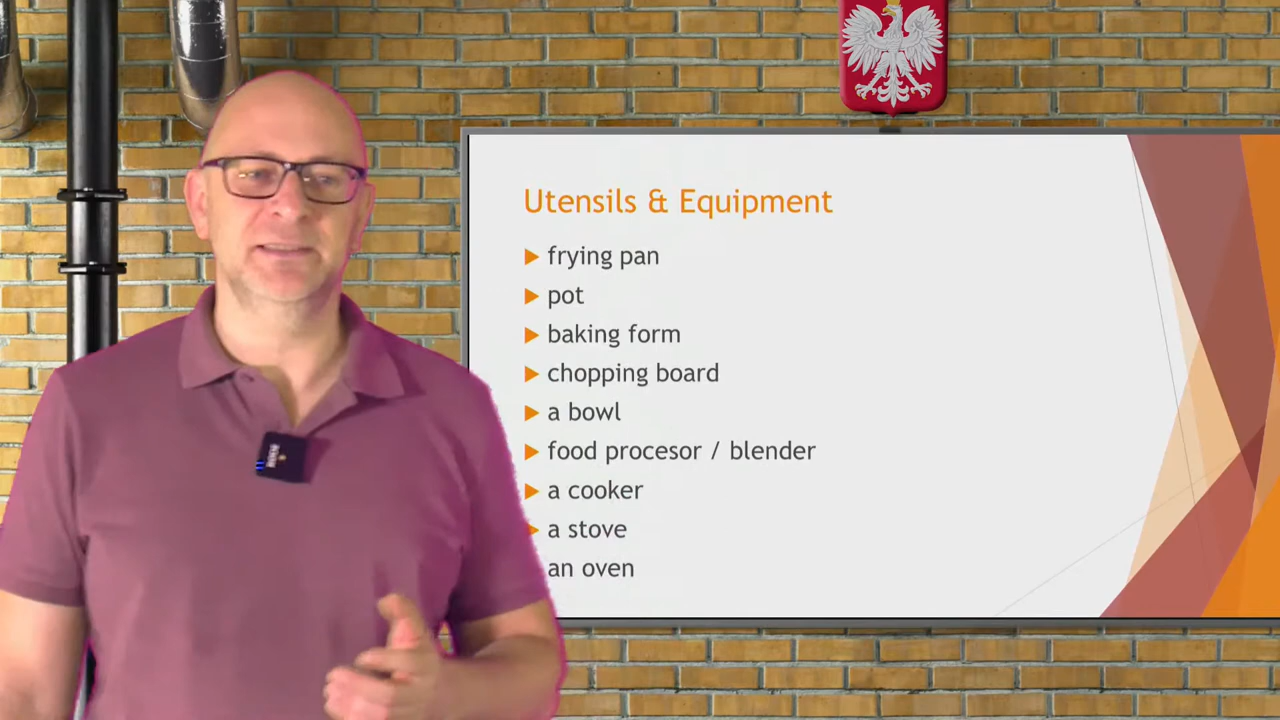 Utensils & Equipment
frying pan
pot
baking form
chopping board
a bowl
food procesor / blender
a cooker
a stove
an oven